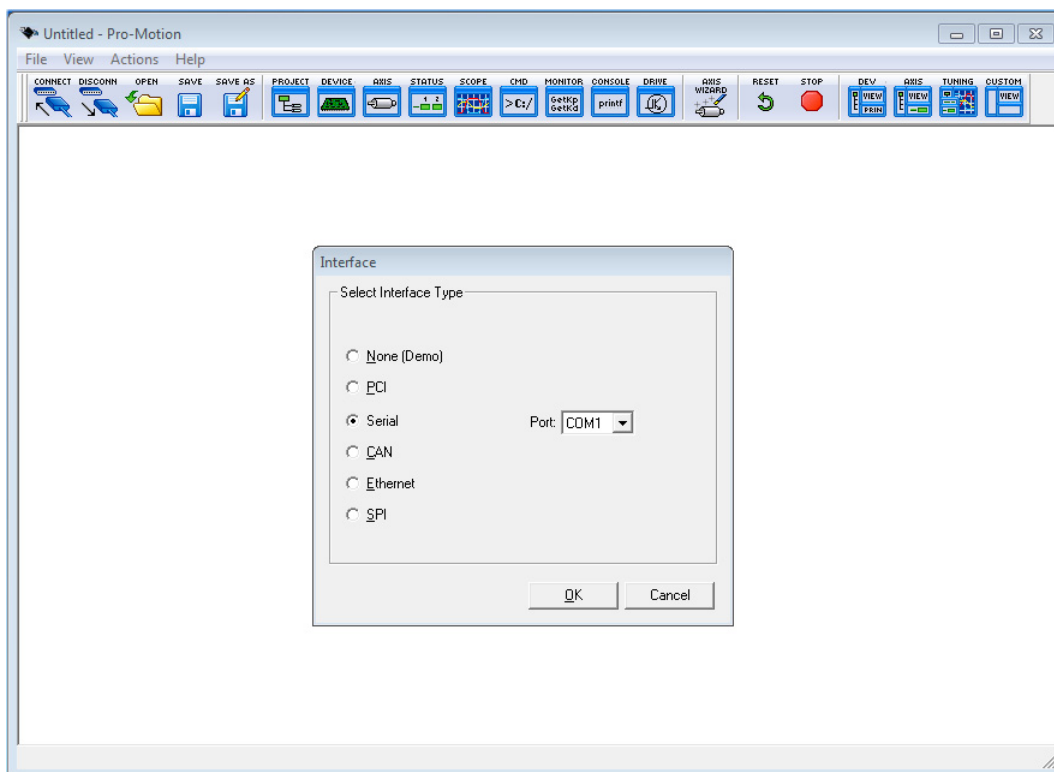 Untitled - Pro-Motion
File View Actions Help
CONNECT DISCONN OPEN SAVE SAVE AS PROJECT DEVICE AXIS STATUS SCOPE CMD MONITOR CONSOLE DRIVE AXIS WIZARD RESET STOP DEV AXIS TUNING CUSTOM
1 2 >C:/ GetKp GetKd printf VIEW PRIN VIEW VIEW
Interface
Select Interface Type
None (Demo)
PCI
Serial Port: COM1
CAN
Ethernet
SPI
OK Cancel